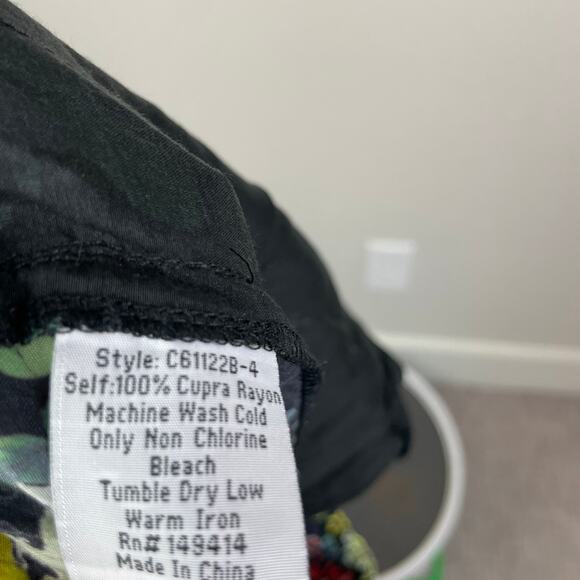 Style: C61122B-4
Self:100% Cupra Rayon
Machine Wash Cold
Only Non Chlorine
Bleach
Tumble Dry Low
Warm Iron
Rn# 149414
Made In China